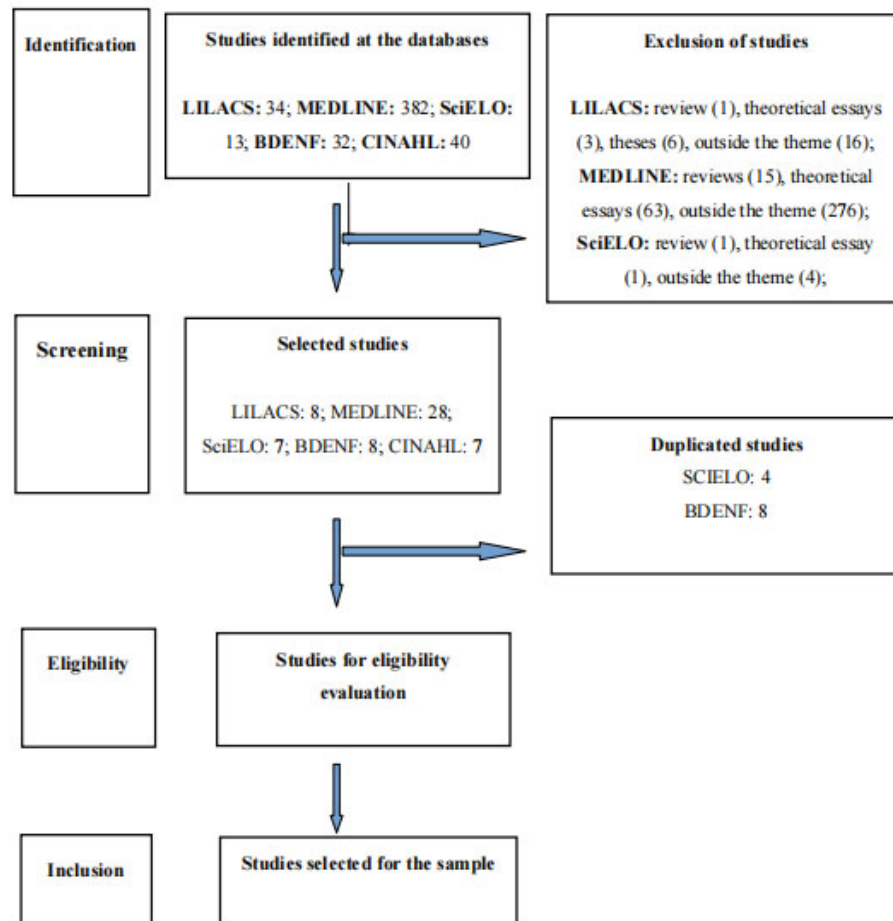 Identification
Studies identified at the databases
LILACS: 34; MEDLINE: 382; SciELO:
13; BDENF: 32; CINAHL: 40
Exclusion of studies
LILACS: review (1), theoretical essays
(3), theses (6), outside the theme (16);
MEDLINE: reviews (15), theoretical
essays (63), outside the theme (276);
SciELO: review (1), theoretical essay
(1), outside the theme (4);
Screening
Selected studies
LILACS: 8; MEDLINE: 28;
SciELO: 7; BDENF: 8; CINAHL: 7
Duplicated studies
SCIELO: 4
BDENF: 8
Eligibility
Studies for eligibility
evaluation
Inclusion
Studies selected for the sample